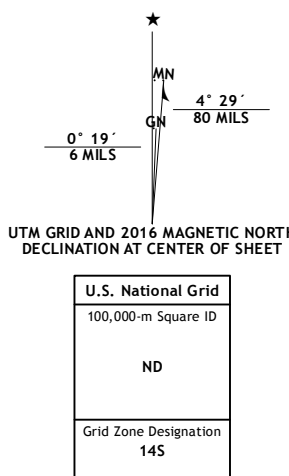 MN
4° 29´
80 MILS
GN
0° 19´
6 MILS
UTM GRID AND 2016 MAGNETIC NORTH
DECLINATION AT CENTER OF SHEET
U.S. National Grid
100,000-m Square ID
ND
Grid Zone Designation
14S